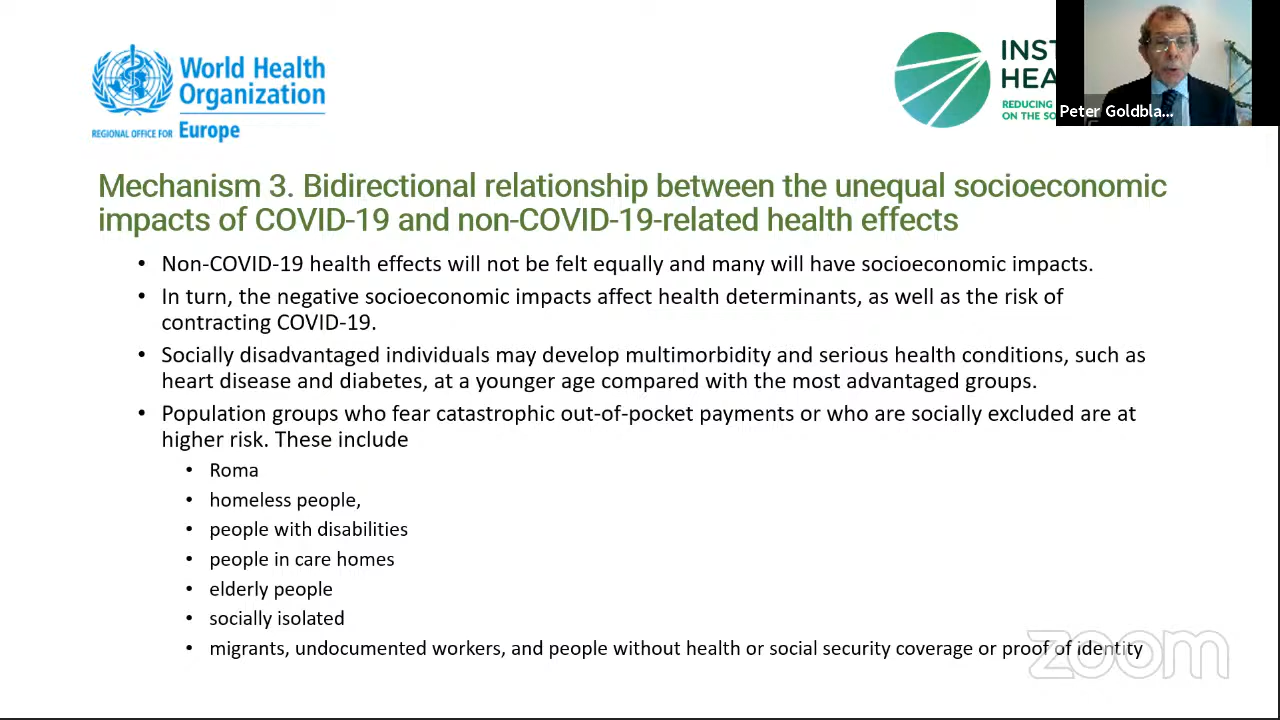 World Health
Organization
REGIONAL OFFICE FOR Europe
INST
HEA
REDUCING
ON THE SO
Peter Goldbla...
Mechanism 3. Bidirectional relationship between the unequal socioeconomic
impacts of COVID-19 and non-COVID-19-related health effects
• Non-COVID-19 health effects will not be felt equally and many will have socioeconomic impacts.
• In turn, the negative socioeconomic impacts affect health determinants, as well as the risk of
contracting COVID-19.
• Socially disadvantaged individuals may develop multimorbidity and serious health conditions, such as
heart disease and diabetes, at a younger age compared with the most advantaged groups.
• Population groups who fear catastrophic out-of-pocket payments or who are socially excluded are at
higher risk. These include
• Roma
• homeless people,
• people with disabilities
• people in care homes
• elderly people
• socially isolated
• migrants, undocumented workers, and people without health or social security coverage or proof of identity
zoom